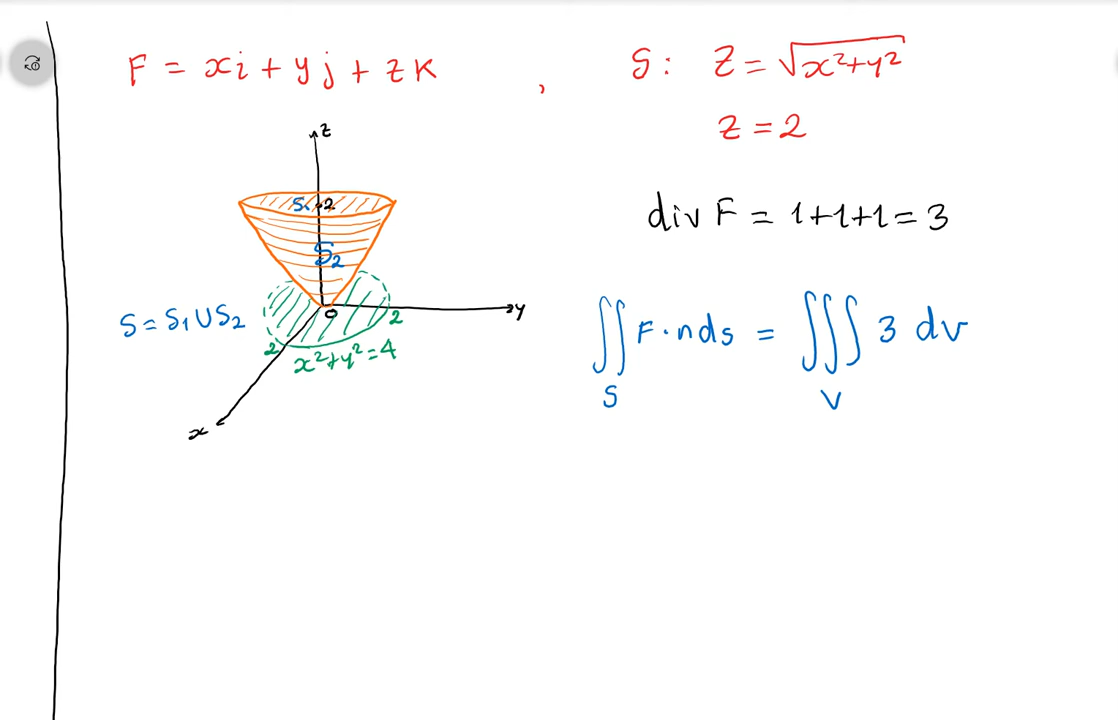 F = xi + yj + zK , S: Z = √x²+y²
Z = 2
z
S₁ 2
S₂
div F = 1+1+1 = 3
S = S₁ ∪ S₂
0
y
2
2
x²+y²=4
x
∬ F·nds = ∭ 3 dv
S V